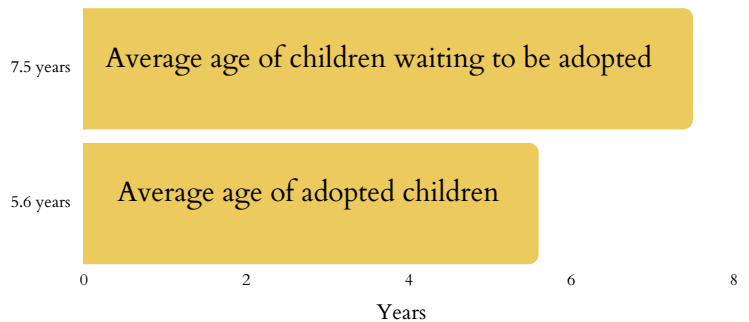 Average age of children waiting to be adopted
7.5 years
Average age of adopted children
5.6 years
0 2 4 6 8
Years